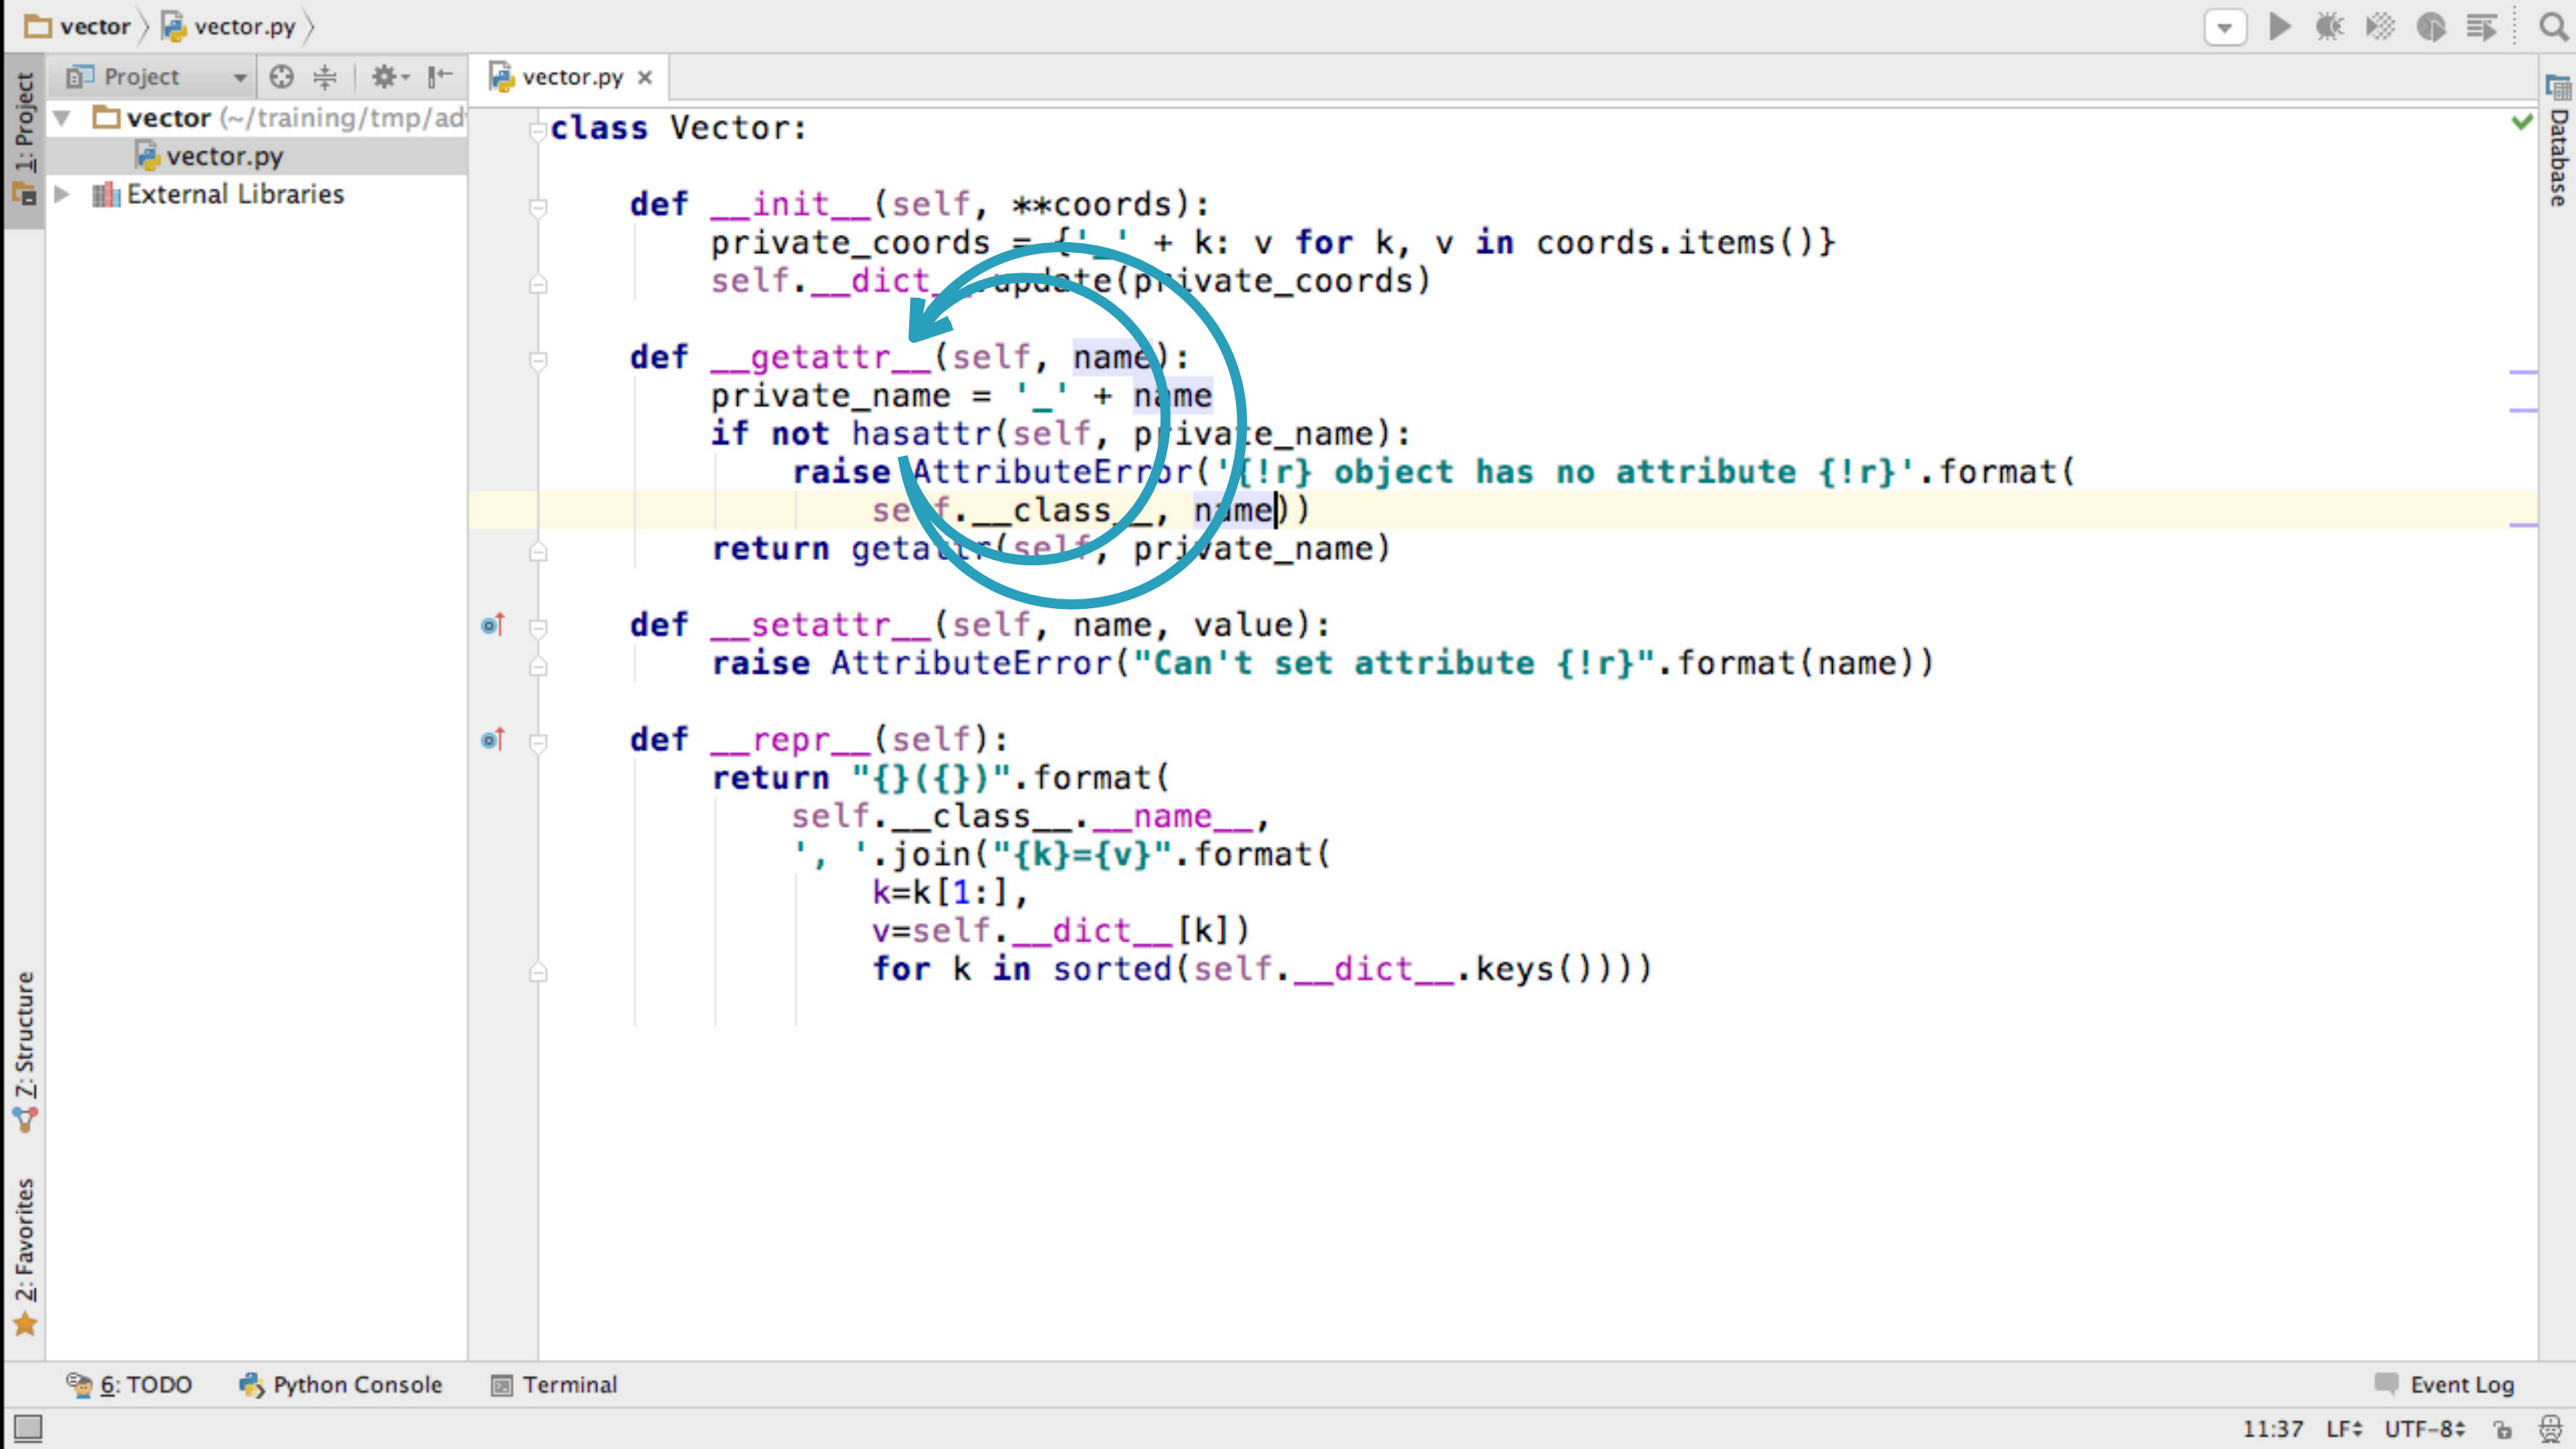 vector vector.py
Project
vector.py
1: Project
vector (~/training/tmp/ad
vector.py
External Libraries
class Vector:
def __init__(self, **coords):
private_coords = {'_' + k: v for k, v in coords.items()}
self.__dict__.update(private_coords)
def __getattr__(self, name):
private_name = '_' + name
if not hasattr(self, private_name):
raise AttributeError('{!r} object has no attribute {!r}'.format(
self.__class__, name))
return getattr(self, private_name)
def __setattr__(self, name, value):
raise AttributeError("Can't set attribute {!r}".format(name))
def __repr__(self):
return "{}({})".format(
self.__class__.__name__,
', '.join("{k}={v}".format(
k=k[1:],
v=self.__dict__[k])
for k in sorted(self.__dict__.keys())))
Database
7: Structure
2: Favorites
6: TODO Python Console Terminal Event Log
11:37 LF UTF-8